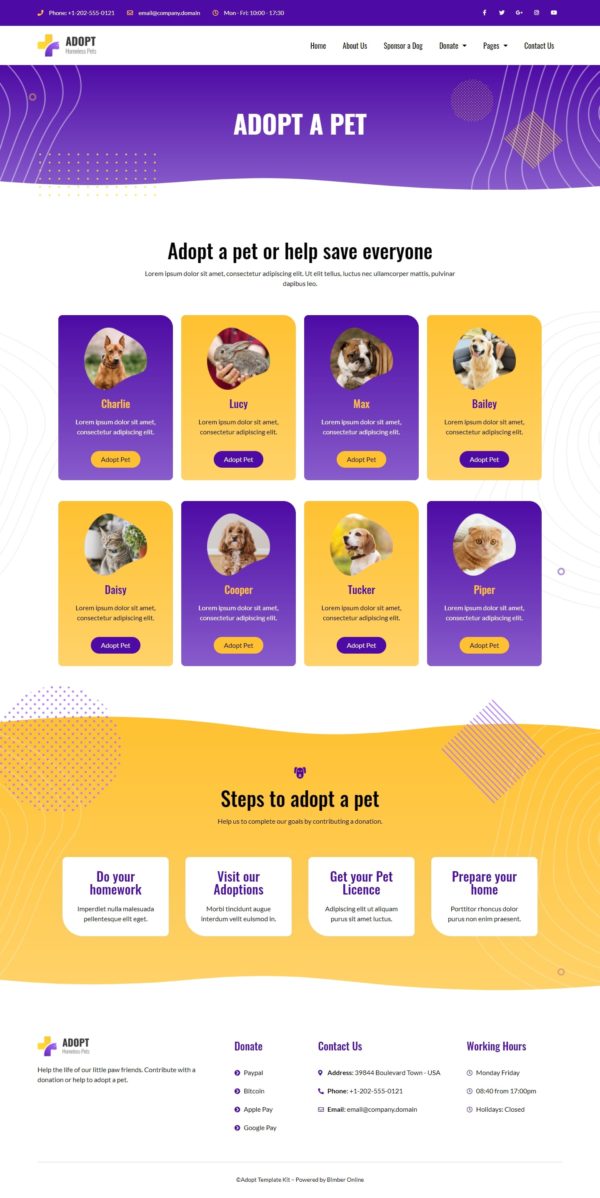 Phone: +1-202-555-0121 email@company.domain Mon - Fri: 10:00 - 17:30
ADOPT
Homeless Pets
Home About Us Sponsor a Dog Donate Pages Contact Us
ADOPT A PET
Adopt a pet or help save everyone
Lorem ipsum dolor sit amet, consectetur adipiscing elit. Ut elit tellus, luctus nec ullamcorper mattis, pulvinar
dapibus leo.
Charlie
Lorem ipsum dolor sit amet,
consectetur adipiscing elit.
Adopt Pet
Lucy
Lorem ipsum dolor sit amet,
consectetur adipiscing elit.
Adopt Pet
Max
Lorem ipsum dolor sit amet,
consectetur adipiscing elit.
Adopt Pet
Bailey
Lorem ipsum dolor sit amet,
consectetur adipiscing elit.
Adopt Pet
Daisy
Lorem ipsum dolor sit amet,
consectetur adipiscing elit.
Adopt Pet
Cooper
Lorem ipsum dolor sit amet,
consectetur adipiscing elit.
Adopt Pet
Tucker
Lorem ipsum dolor sit amet,
consectetur adipiscing elit.
Adopt Pet
Piper
Lorem ipsum dolor sit amet,
consectetur adipiscing elit.
Adopt Pet
Steps to adopt a pet
Help us to complete our goals by contributing a donation.
Do your
homework
Imperdiet nulla malesuada
pellentesque elit eget.
Visit our
Adoptions
Morbi tincidunt augue
interdum velit euismod in.
Get your Pet
Licence
Adipiscing elit ut aliquam
purus sit amet luctus.
Prepare your
home
Porttitor rhoncus dolor
purus non enim praesent.
ADOPT
Homeless Pets
Help the life of our little paw friends. Contribute with a
donation or help to adopt a pet.
Donate
Paypal
Bitcoin
Apple Pay
Google Pay
Contact Us
Address: 39844 Boulevard Town - USA
Phone: +1-202-555-0121
Email: email@company.domain
Working Hours
Monday Friday
08:40 from 17:00pm
Holidays: Closed
©Adopt Template Kit – Powered by Bimber Online